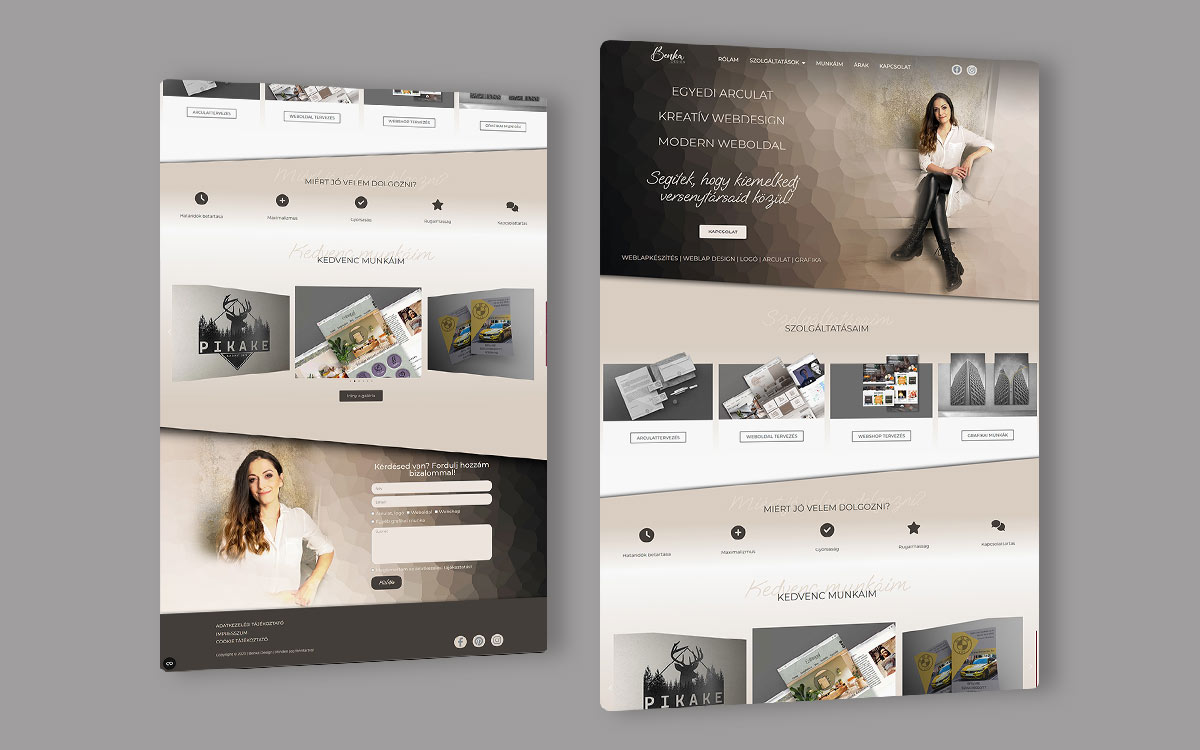 ARCULATTERVEZÉS
WEBOLDAL TERVEZÉS
WEBSHOP TERVEZÉS
GRAFIKAI MUNKÁK
MIÉRT JÓ VELEM DOLGOZNI?
Határidők betartása
Maximalizmus
Gyorsaság
Rugalmasság
Kapcsolattartás
Kedvenc munkáim
KEDVENC MUNKÁIM
PIKAKE
Irány a galéria
Kérdésed van? Fordulj hozzám
bizalommal!
Név
Email
Arculat, logó Weboldal Webshop
Egyéb grafikai munka
Üzenet
Küldés
ADATKEZELÉSI TÁJÉKOZTATÓ
IMPRESSZUM
COOKIE TÁJÉKOZTATÓ
Benka
DESIGN
RÓLAM SZOLGÁLTATÁSOK MUNKÁIM ÁRAK KAPCSOLAT
EGYEDI ARCULAT
KREATÍV WEBDESIGN
MODERN WEBOLDAL
Segítek, hogy kiemelkedj
versenytársaid közül!
KAPCSOLAT
WEBLAPKÉSZÍTÉS | WEBLAP DESIGN | LOGÓ | ARCULAT | GRAFIKA
Szolgáltatásaim
SZOLGÁLTATÁSAIM
ARCULATTERVEZÉS
WEBOLDAL TERVEZÉS
WEBSHOP TERVEZÉS
GRAFIKAI MUNKÁK
Miért jó velem dolgozni?
MIÉRT JÓ VELEM DOLGOZNI?
Határidők betartása
Maximalizmus
Gyorsaság
Rugalmasság
Kapcsolattartás
Kedvenc munkáim
KEDVENC MUNKÁIM
PIKAKE